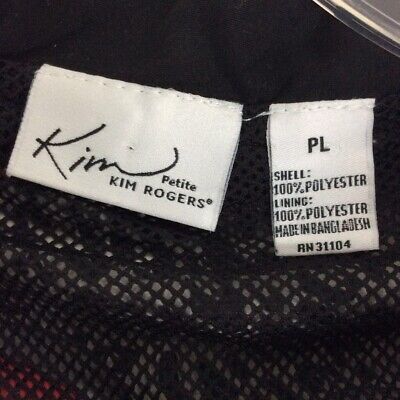 Kim
Petite
KIM ROGERS®
PL
SHELL:
100% POLYESTER
LINING:
100% POLYESTER
MADE IN BANGLADESH
RN 31104